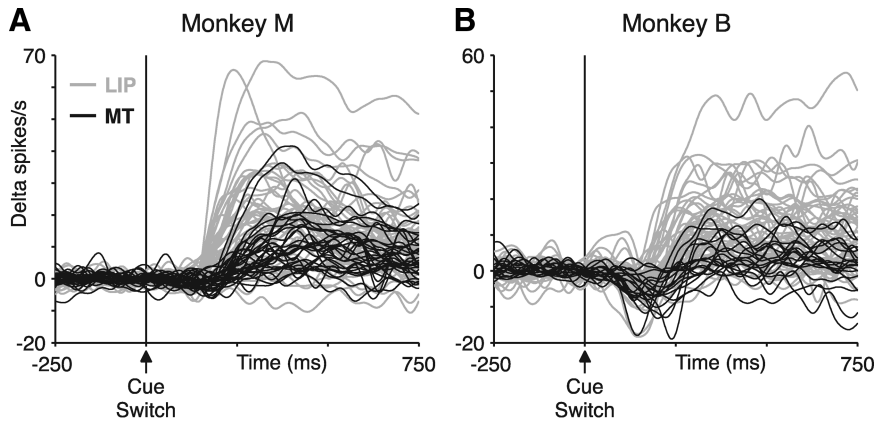 A
Monkey M
B
Monkey B
70
60
LIP
MT
Delta spikes/s
0
0
-20
-20
-250
Time (ms)
750
-250
Time (ms)
750
Cue
Switch
Cue
Switch